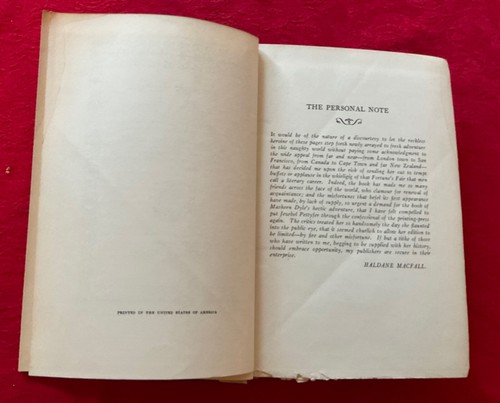 PRINTED IN THE UNITED STATES OF AMERICA.
THE PERSONAL NOTE
It would be of the nature of a discourtesy to let the reckless
heroine of these pages step forth newly arrayed to fresh adventure
in this naughty world without paying some acknowledgment to
the wide appeal from far and near—from London town to San
Francisco, from Canada to Cape Town and far New Zealand—
that has decided me upon the risk of sending her out to tempt
buffets or applause in the whirligig of that Fortune's Fair that men
call a literary career. Indeed, the book has made me so many
friends across the face of the world, who clamour for renewal of
acquaintance; and the misfortunes that befel its first appearance
have made, by lack of supply, so urgent a demand for the book of
Masheen Dyle's hectic adventure, that I have felt compelled to
put Jezebel Pettyfer through the confessional of the printing-press
again. The critics treated her so handsomely the day she flaunted
into the public eye, that it seemed churlish to allow her edition to
be limited—by fire and other misfortune. If but a tithe of those
who have written to me, begging to be supplied with her history,
should embrace opportunity, my publishers are secure in their
enterprise.
HALDANE MACFALL.